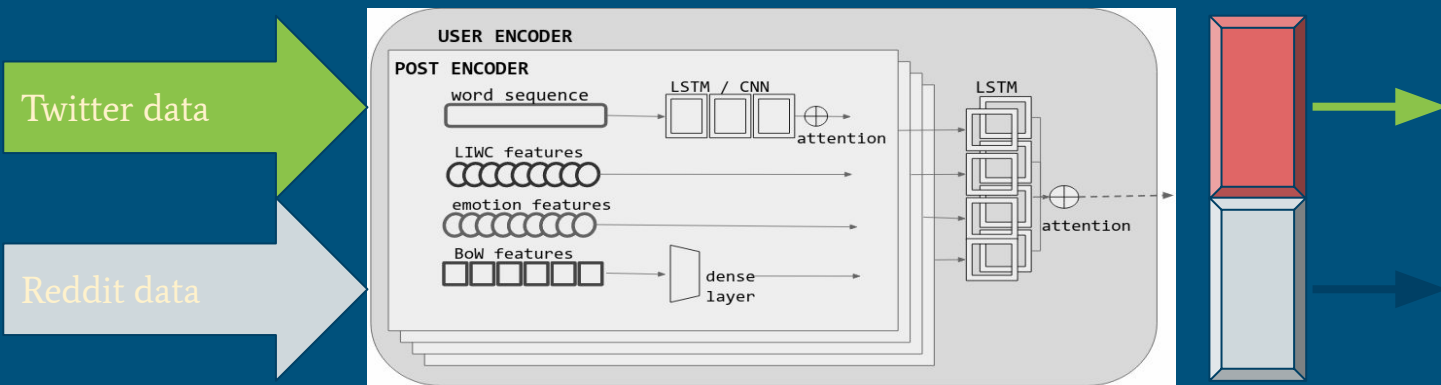 USER ENCODER
POST ENCODER
word sequence
LSTM / CNN
attention
LIWC features
emotion features
BoW features
dense
layer
LSTM
attention
Twitter data
Reddit data